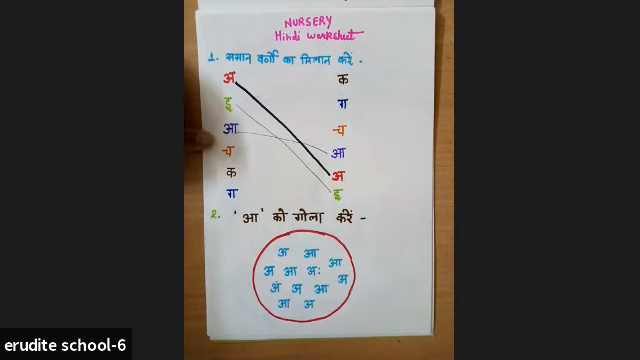 NURSERY
Hindi Worksheet
1. समान वर्णों का मिलान करें -
अ क
इ ग
आ च
च आ
क अ
ग इ
2. 'आ' को गोला करें -
अ आ
अ आ अः आ
अं अ आ अ
आ अ
erudite school-6